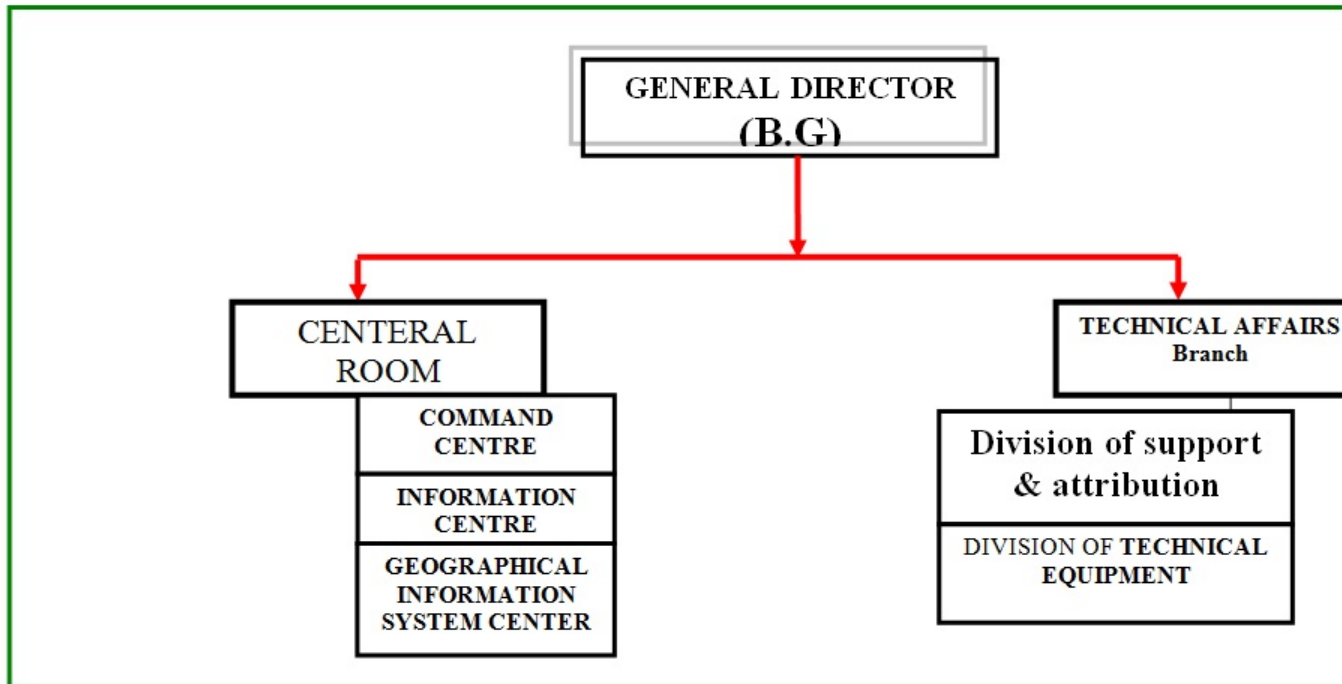 GENERAL DIRECTOR
(B.G)
CENTERAL
ROOM
COMMAND
CENTRE
INFORMATION
CENTRE
GEOGRAPHICAL
INFORMATION
SYSTEM CENTER
TECHNICAL AFFAIRS
Branch
Division of support
& attribution
DIVISION OF TECHNICAL
EQUIPMENT